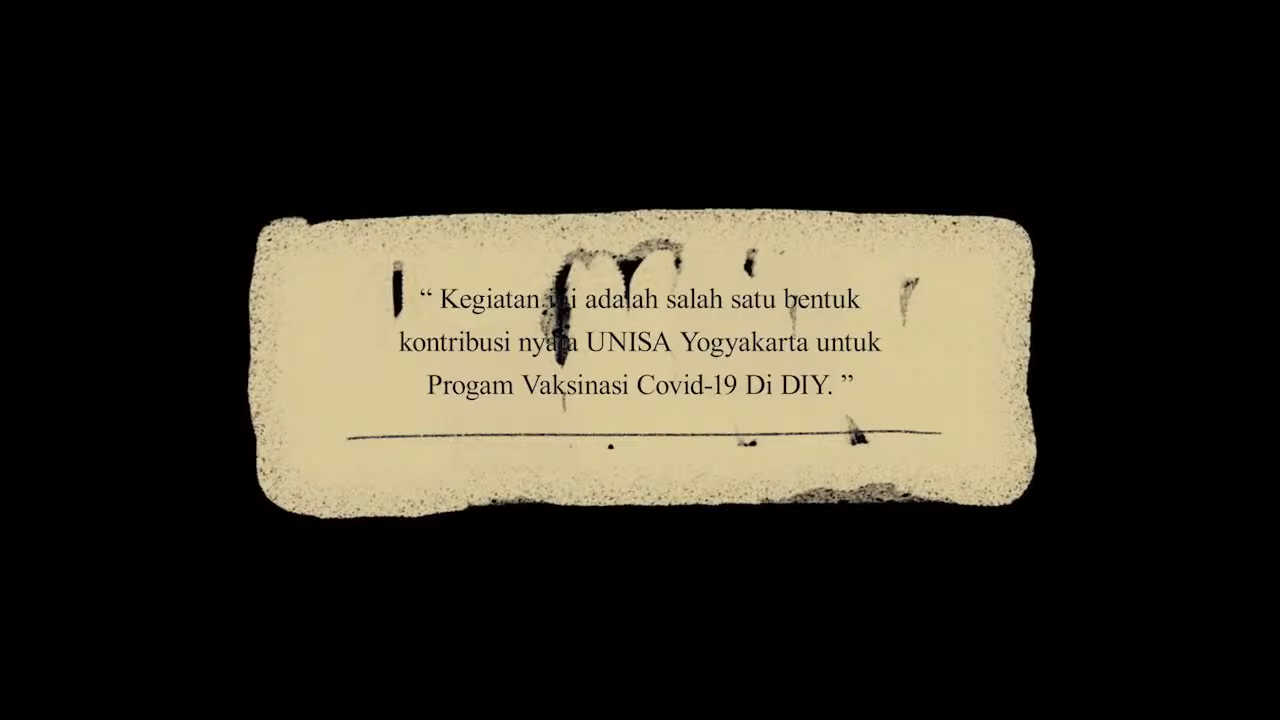 “ Kegiatan ini adalah salah satu bentuk
kontribusi nyata UNISA Yogyakarta untuk
Progam Vaksinasi Covid-19 Di DIY. ”